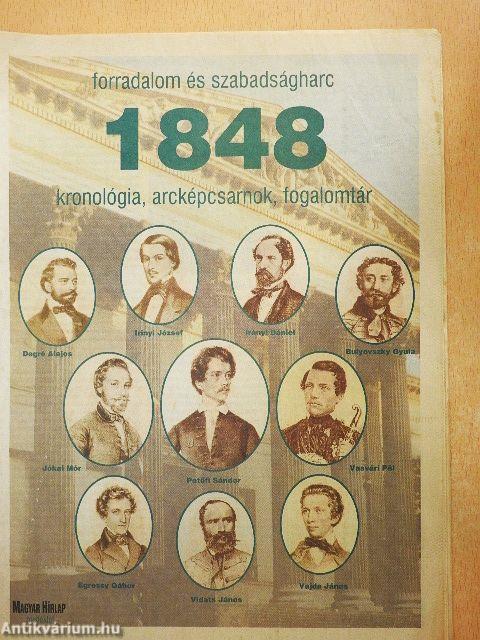 forradalom és szabadságharc
1848
kronológia, arcképcsarnok, fogalomtár
Degré Alajos
Irinyi József
Irányi Dániel
Bulyovszky Gyula
Jókai Mór
Petőfi Sándor
Vasvári Pál
Egressy Gábor
Vidats János
Vajda János
MAGYAR HÍRLAP
Antikvárium.hu